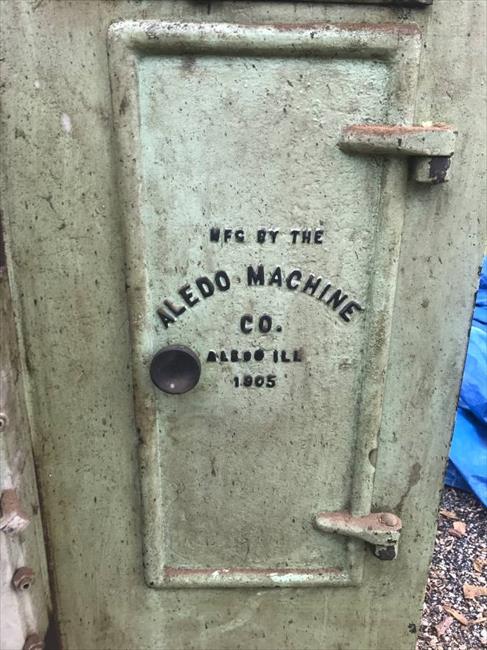 MFG BY THE
ALEDO MACHINE
CO.
ALEDO ILL
1905